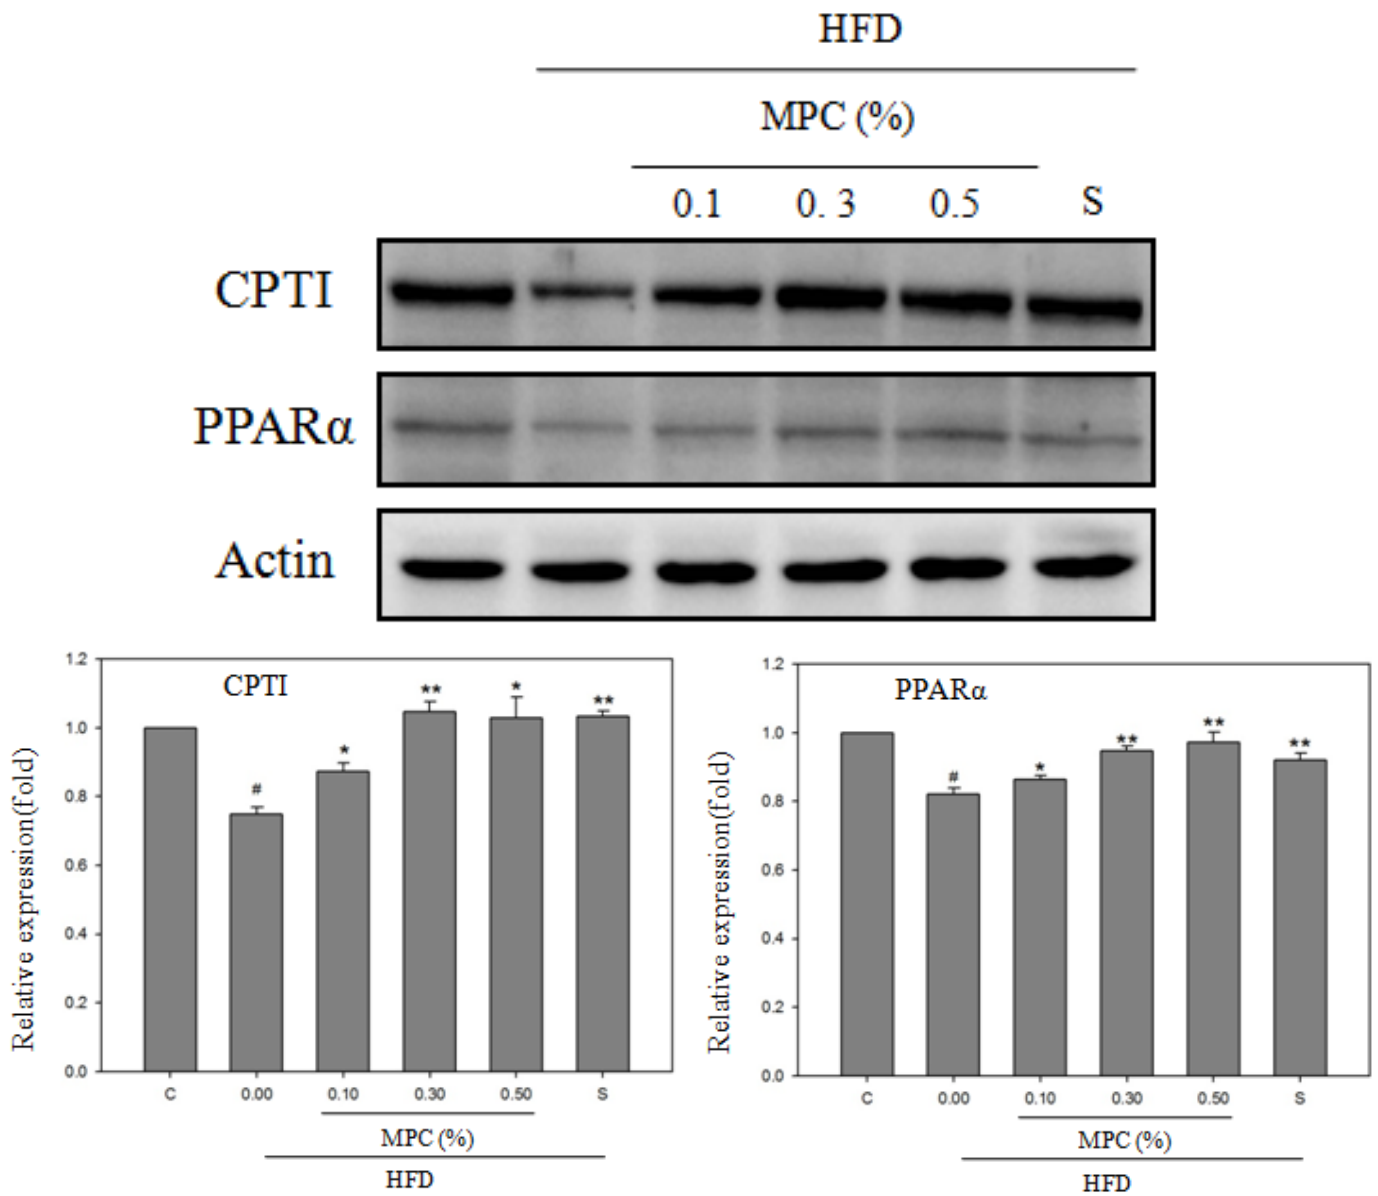 HFD
MPC (%)
0.1 0. 3 0.5 S
CPTI
PPARα
Actin
CPTI
Relative expression(fold)
1.2
1.0
0.8
0.6
0.4
0.2
0.0
# * ** * **
C 0.00 0.10 0.30 0.50 S
MPC (%)
HFD
PPARα
Relative expression(fold)
1.2
1.0
0.8
0.6
0.4
0.2
0.0
# * ** ** **
C 0.00 0.10 0.30 0.50 S
MPC (%)
HFD